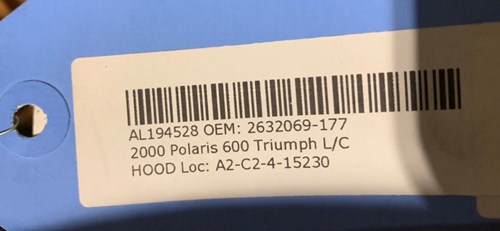 AL194528 OEM: 2632069-177
2000 Polaris 600 Triumph L/C
HOOD Loc: A2-C2-4-15230